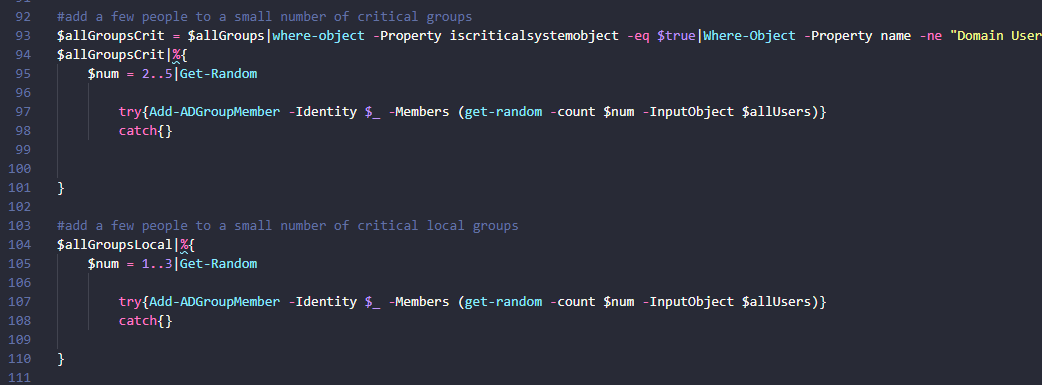 92 #add a few people to a small number of critical groups
93 $allGroupsCrit = $allGroups|where-object -Property iscriticalsystemobject -eq $true|Where-Object -Property name -ne "Domain User
94 $allGroupsCrit|%{
95 $num = 2..5|Get-Random
96
97 try{Add-ADGroupMember -Identity $_ -Members (get-random -count $num -InputObject $allUsers)}
98 catch{}
99
100
101 }
102
103 #add a few people to a small number of critical local groups
104 $allGroupsLocal|%{
105 $num = 1..3|Get-Random
106
107 try{Add-ADGroupMember -Identity $_ -Members (get-random -count $num -InputObject $allUsers)}
108 catch{}
109
110 }
111